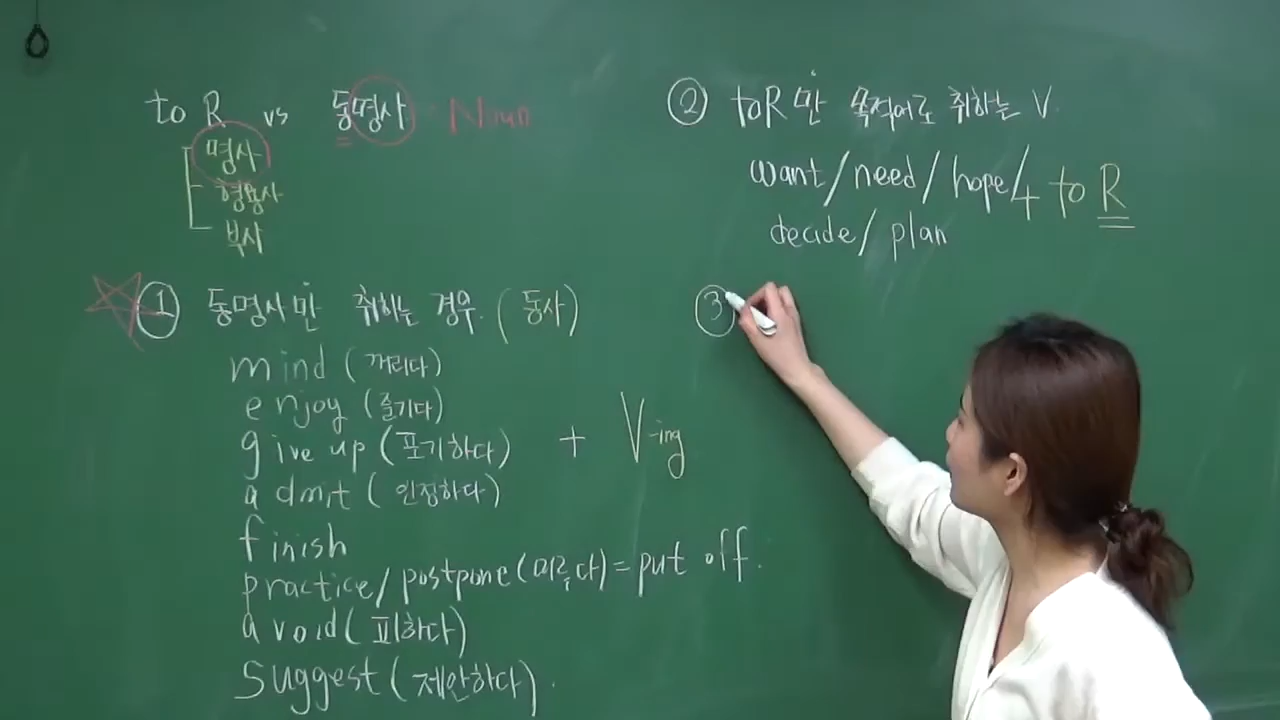 to R vs 동명사 · Noun
명사
형용사
부사
① 동명사만 취하는 경우. (동사)
mind (꺼리다)
enjoy (즐기다)
give up (포기하다) + V-ing
admit (인정하다)
finish
practice/postpone(미루다)=put off.
avoid(피하다)
suggest(제안하다).
② toR만 목적어로 취하는 V.
want/need/hope/+ to R
decide/plan
③